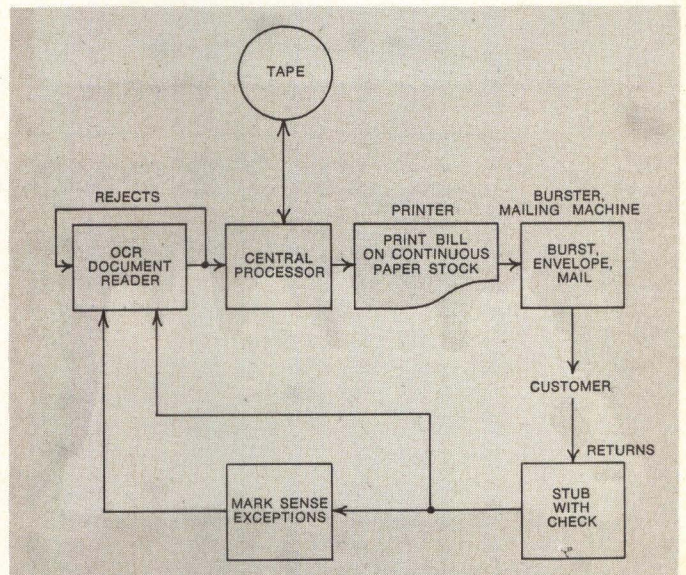 TAPE
REJECTS
OCR
DOCUMENT
READER
CENTRAL
PROCESSOR
PRINTER
PRINT BILL
ON CONTINUOUS
PAPER STOCK
BURSTER,
MAILING MACHINE
BURST,
ENVELOPE,
MAIL
CUSTOMER
RETURNS
STUB
WITH
CHECK
MARK SENSE
EXCEPTIONS